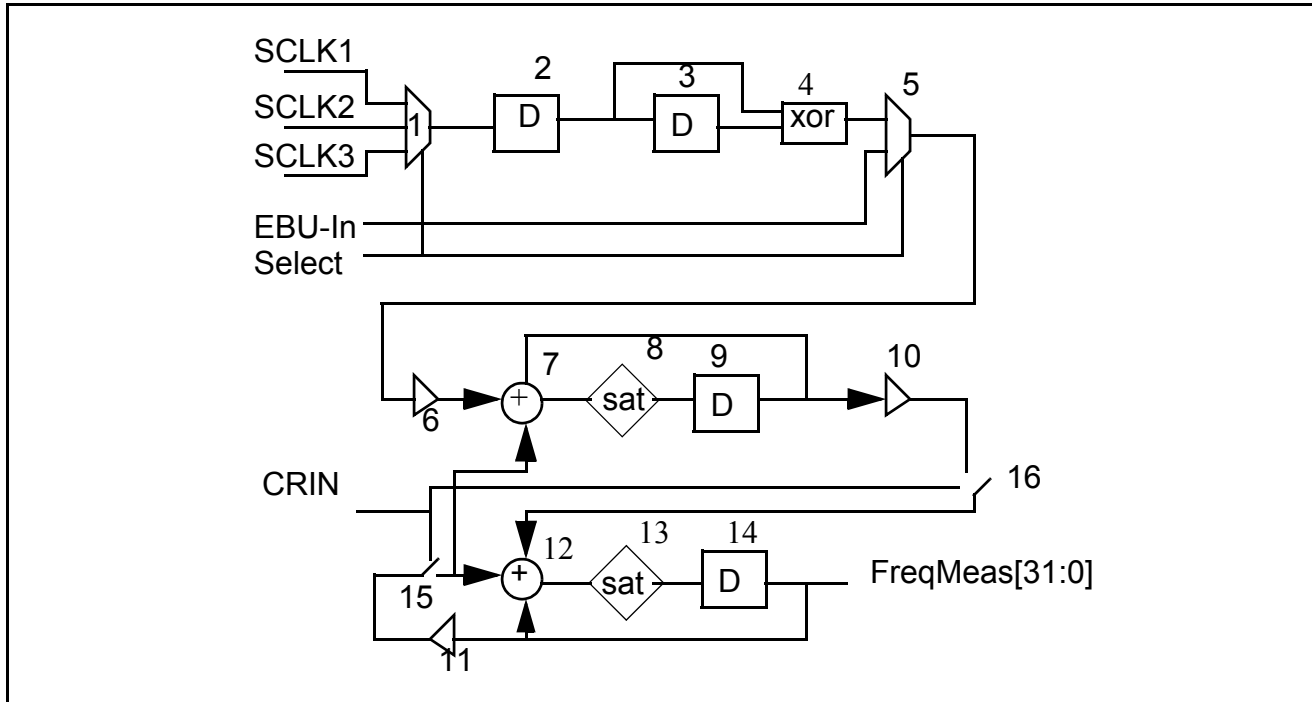 SCLK1
2
3
4
5
SCLK2
D
D
xor
1
SCLK3
EBU-In
Select
7
8
9
10
+
sat
D
6
CRIN
16
12
13
14
+
sat
D
FreqMeas[31:0]
15
11